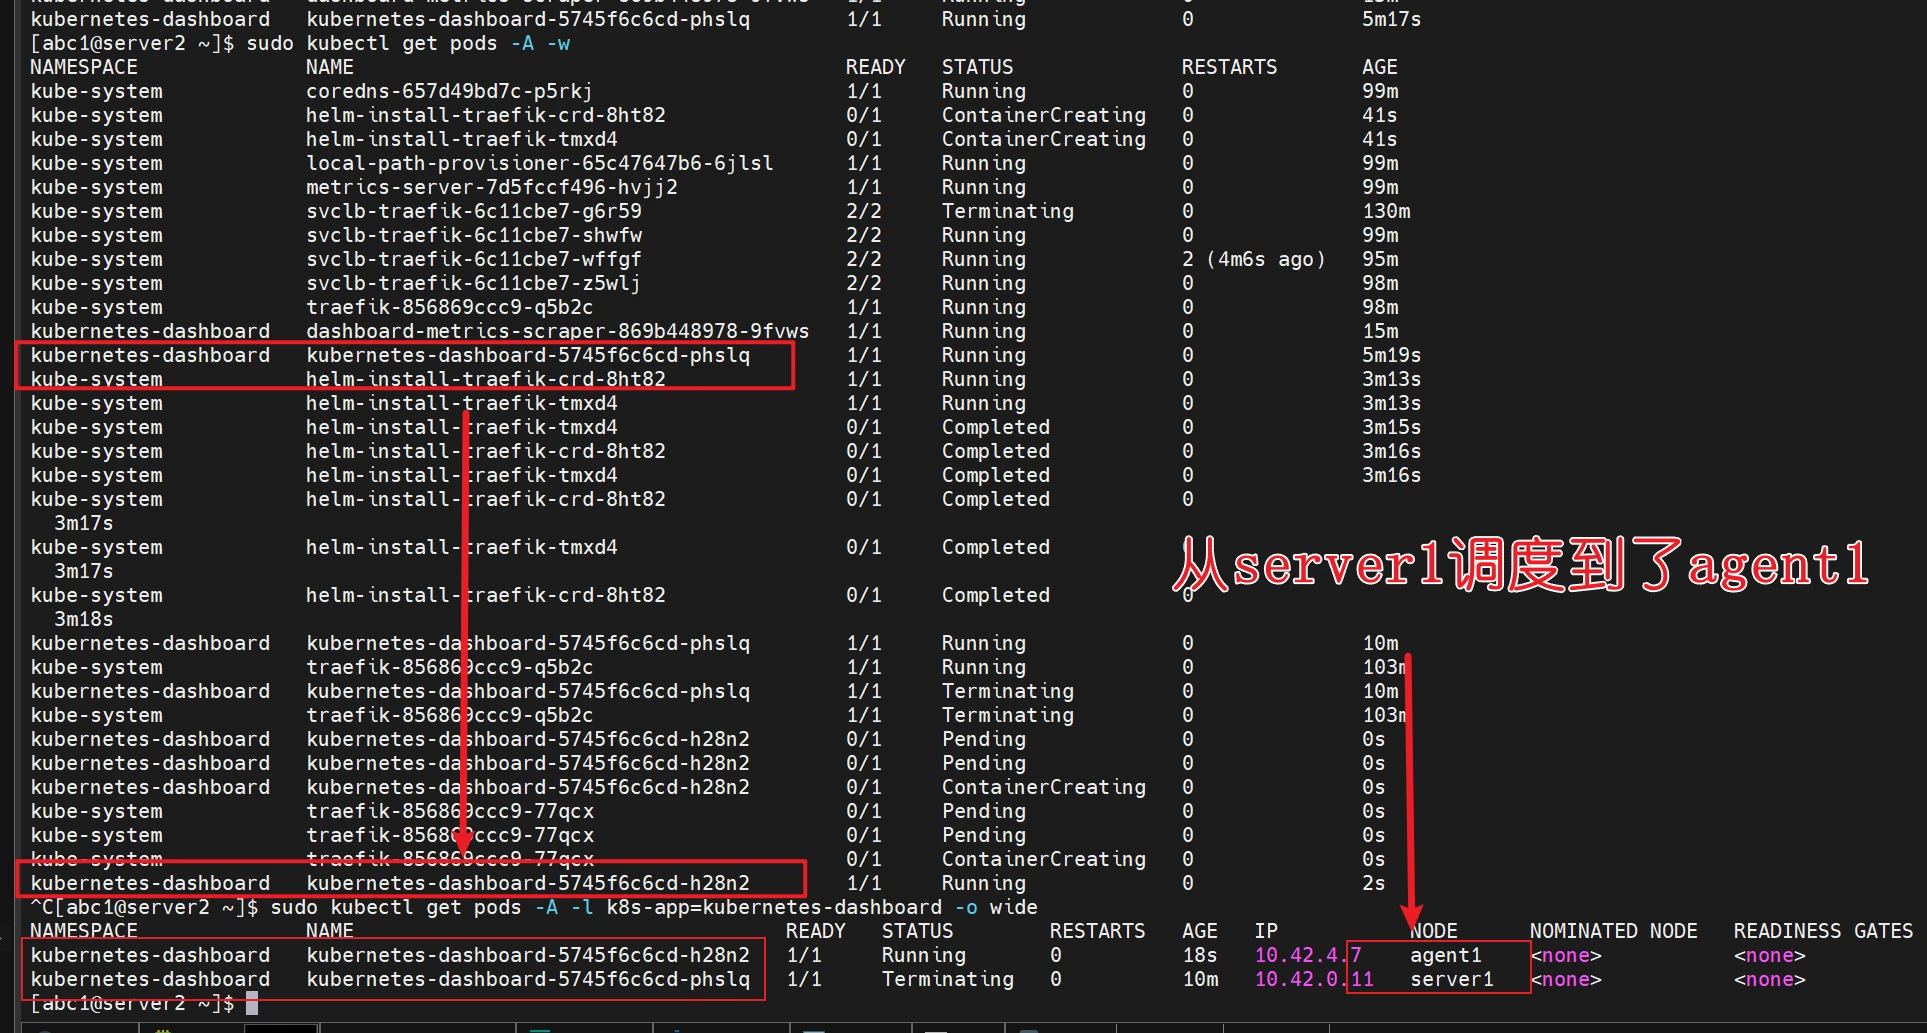 kubernetes-dashboard   kubernetes-dashboard-5745f6c6cd-phslq        1/1     Running             0              5m17s
[abc1@server2 ~]$ sudo kubectl get pods -A -w
NAMESPACE              NAME                                         READY   STATUS              RESTARTS       AGE
kube-system            coredns-657d49bd7c-p5rkj                     1/1     Running             0              99m
kube-system            helm-install-traefik-crd-8ht82               0/1     ContainerCreating   0              41s
kube-system            helm-install-traefik-tmxd4                   0/1     ContainerCreating   0              41s
kube-system            local-path-provisioner-65c47647b6-6jlsl      1/1     Running             0              99m
kube-system            metrics-server-7d5fccf496-hvjj2              1/1     Running             0              99m
kube-system            svclb-traefik-6c11cbe7-g6r59                 2/2     Terminating         0              130m
kube-system            svclb-traefik-6c11cbe7-shwfw                 2/2     Running             0              99m
kube-system            svclb-traefik-6c11cbe7-wffgf                 2/2     Running             2 (4m6s ago)   95m
kube-system            svclb-traefik-6c11cbe7-z5wlj                 2/2     Running             0              98m
kube-system            traefik-856869ccc9-q5b2c                     1/1     Running             0              98m
kubernetes-dashboard   dashboard-metrics-scraper-869b448978-9fvws   1/1     Running             0              15m
kubernetes-dashboard   kubernetes-dashboard-5745f6c6cd-phslq        1/1     Running             0              5m19s
kube-system            helm-install-traefik-crd-8ht82               1/1     Running             0              3m13s
kube-system            helm-install-traefik-tmxd4                   1/1     Running             0              3m13s
kube-system            helm-install-traefik-tmxd4                   0/1     Completed           0              3m15s
kube-system            helm-install-traefik-crd-8ht82               0/1     Completed           0              3m16s
kube-system            helm-install-traefik-tmxd4                   0/1     Completed           0              3m16s
kube-system            helm-install-traefik-crd-8ht82               0/1     Completed           0
  3m17s
kube-system            helm-install-traefik-tmxd4                   0/1     Completed
  3m17s
从server1调度到了agent1
kube-system            helm-install-traefik-crd-8ht82               0/1     Completed           0
  3m18s
kubernetes-dashboard   kubernetes-dashboard-5745f6c6cd-phslq        1/1     Running             0              10m
kube-system            traefik-856869ccc9-q5b2c                     1/1     Running             0              103m
kubernetes-dashboard   kubernetes-dashboard-5745f6c6cd-phslq        1/1     Terminating         0              10m
kube-system            traefik-856869ccc9-q5b2c                     1/1     Terminating         0              103m
kubernetes-dashboard   kubernetes-dashboard-5745f6c6cd-h28n2        0/1     Pending             0              0s
kubernetes-dashboard   kubernetes-dashboard-5745f6c6cd-h28n2        0/1     Pending             0              0s
kubernetes-dashboard   kubernetes-dashboard-5745f6c6cd-h28n2        0/1     ContainerCreating   0              0s
kube-system            traefik-856869ccc9-77qcx                     0/1     Pending             0              0s
kube-system            traefik-856869ccc9-77qcx                     0/1     Pending             0              0s
kube-system            traefik-856869ccc9-77qcx                     0/1     ContainerCreating   0              0s
kubernetes-dashboard   kubernetes-dashboard-5745f6c6cd-h28n2        1/1     Running             0              2s
^C[abc1@server2 ~]$ sudo kubectl get pods -A -l k8s-app=kubernetes-dashboard -o wide
NAMESPACE              NAME                                    READY   STATUS        RESTARTS   AGE   IP           NODE      NOMINATED NODE   READINESS GATES
kubernetes-dashboard   kubernetes-dashboard-5745f6c6cd-h28n2   1/1     Running       0          18s   10.42.4.7    agent1    <none>           <none>
kubernetes-dashboard   kubernetes-dashboard-5745f6c6cd-phslq   1/1     Terminating   0          10m   10.42.0.11   server1   <none>           <none>
[abc1@server2 ~]$